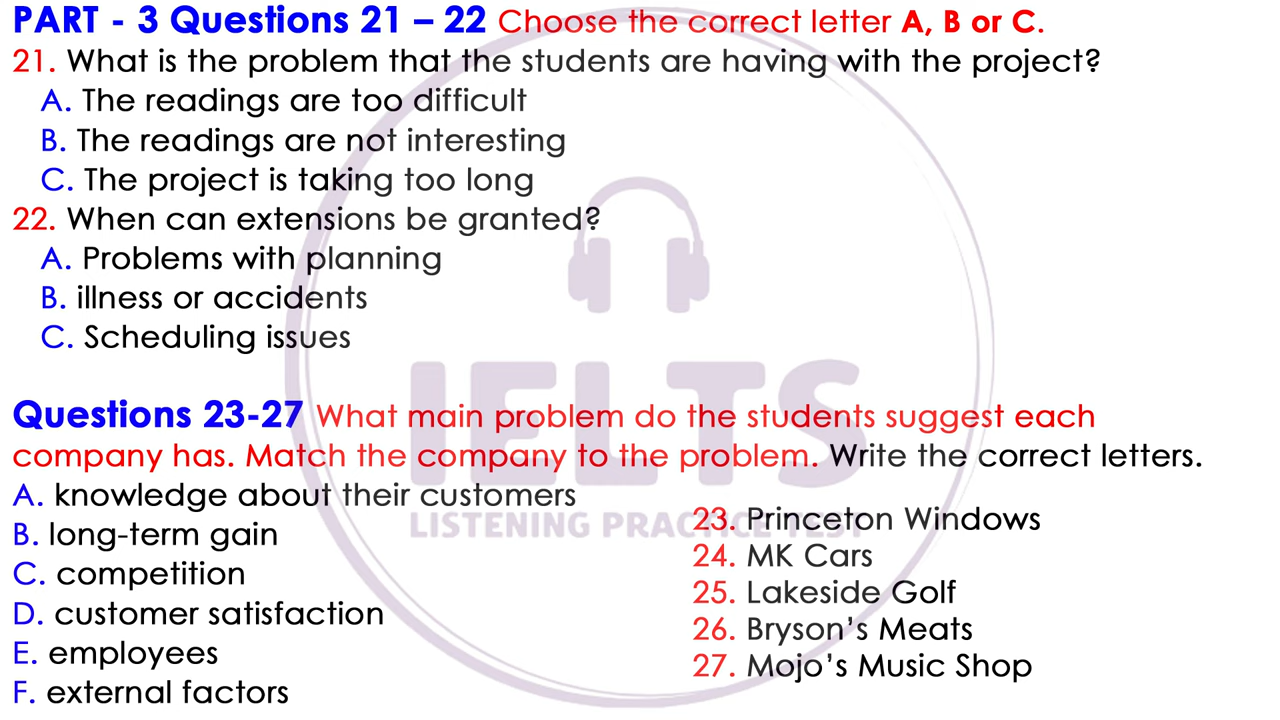 PART - 3 Questions 21 – 22 Choose the correct letter A, B or C.
21. What is the problem that the students are having with the project?
A. The readings are too difficult
B. The readings are not interesting
C. The project is taking too long
22. When can extensions be granted?
A. Problems with planning
B. illness or accidents
C. Scheduling issues
IELTS
LISTENING PRACTICE TEST
Questions 23-27 What main problem do the students suggest each
company has. Match the company to the problem. Write the correct letters.
A. knowledge about their customers
B. long-term gain
C. competition
D. customer satisfaction
E. employees
F. external factors
23. Princeton Windows
24. MK Cars
25. Lakeside Golf
26. Bryson’s Meats
27. Mojo’s Music Shop